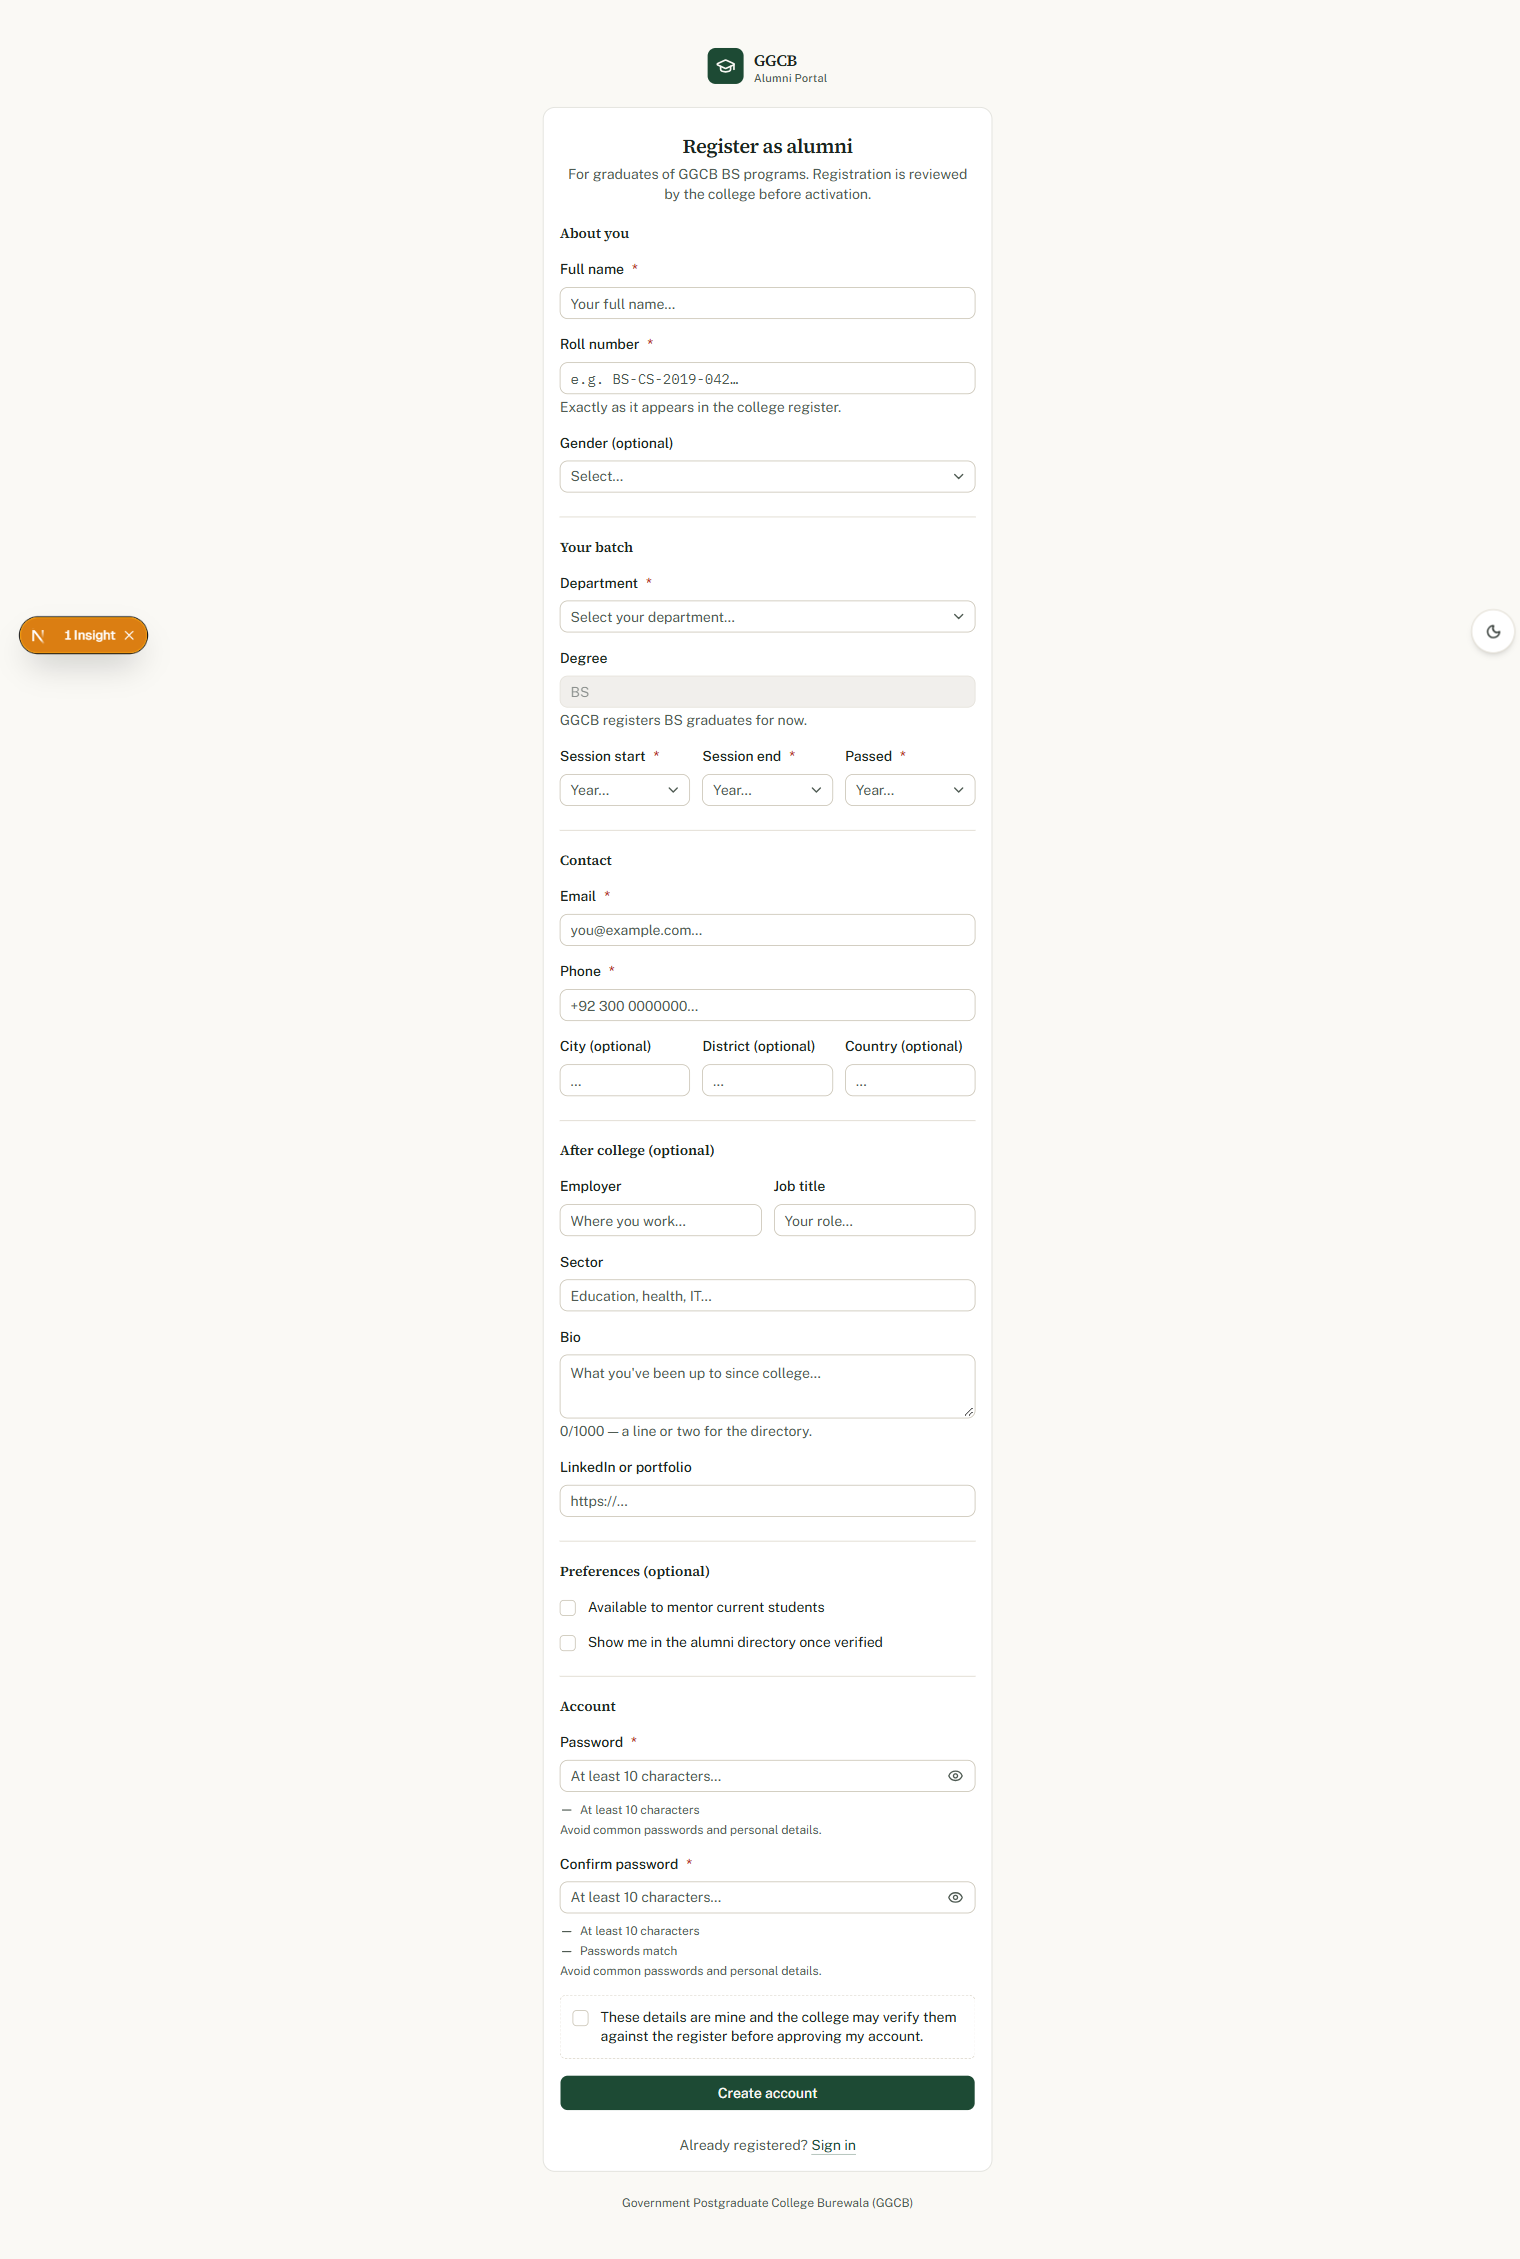 GGCB
Alumni Portal
Register as alumni
For graduates of GGCB BS programs. Registration is reviewed
by the college before activation.
About you
Full name *
Your full name...
Roll number *
e.g. BS-CS-2019-042…
Exactly as it appears in the college register.
Gender (optional)
Select...
Your batch
Department *
Select your department...
1 Insight
Degree
BS
GGCB registers BS graduates for now.
Session start * Session end * Passed *
Year... Year... Year...
Contact
Email *
you@example.com...
Phone *
+92 300 0000000...
City (optional) District (optional) Country (optional)
... ... ...
After college (optional)
Employer Job title
Where you work... Your role...
Sector
Education, health, IT...
Bio
What you've been up to since college...
0/1000 — a line or two for the directory.
LinkedIn or portfolio
https://...
Preferences (optional)
Available to mentor current students
Show me in the alumni directory once verified
Account
Password *
At least 10 characters...
— At least 10 characters
Avoid common passwords and personal details.
Confirm password *
At least 10 characters...
— At least 10 characters
— Passwords match
Avoid common passwords and personal details.
These details are mine and the college may verify them
against the register before approving my account.
Create account
Already registered? Sign in
Government Postgraduate College Burewala (GGCB)